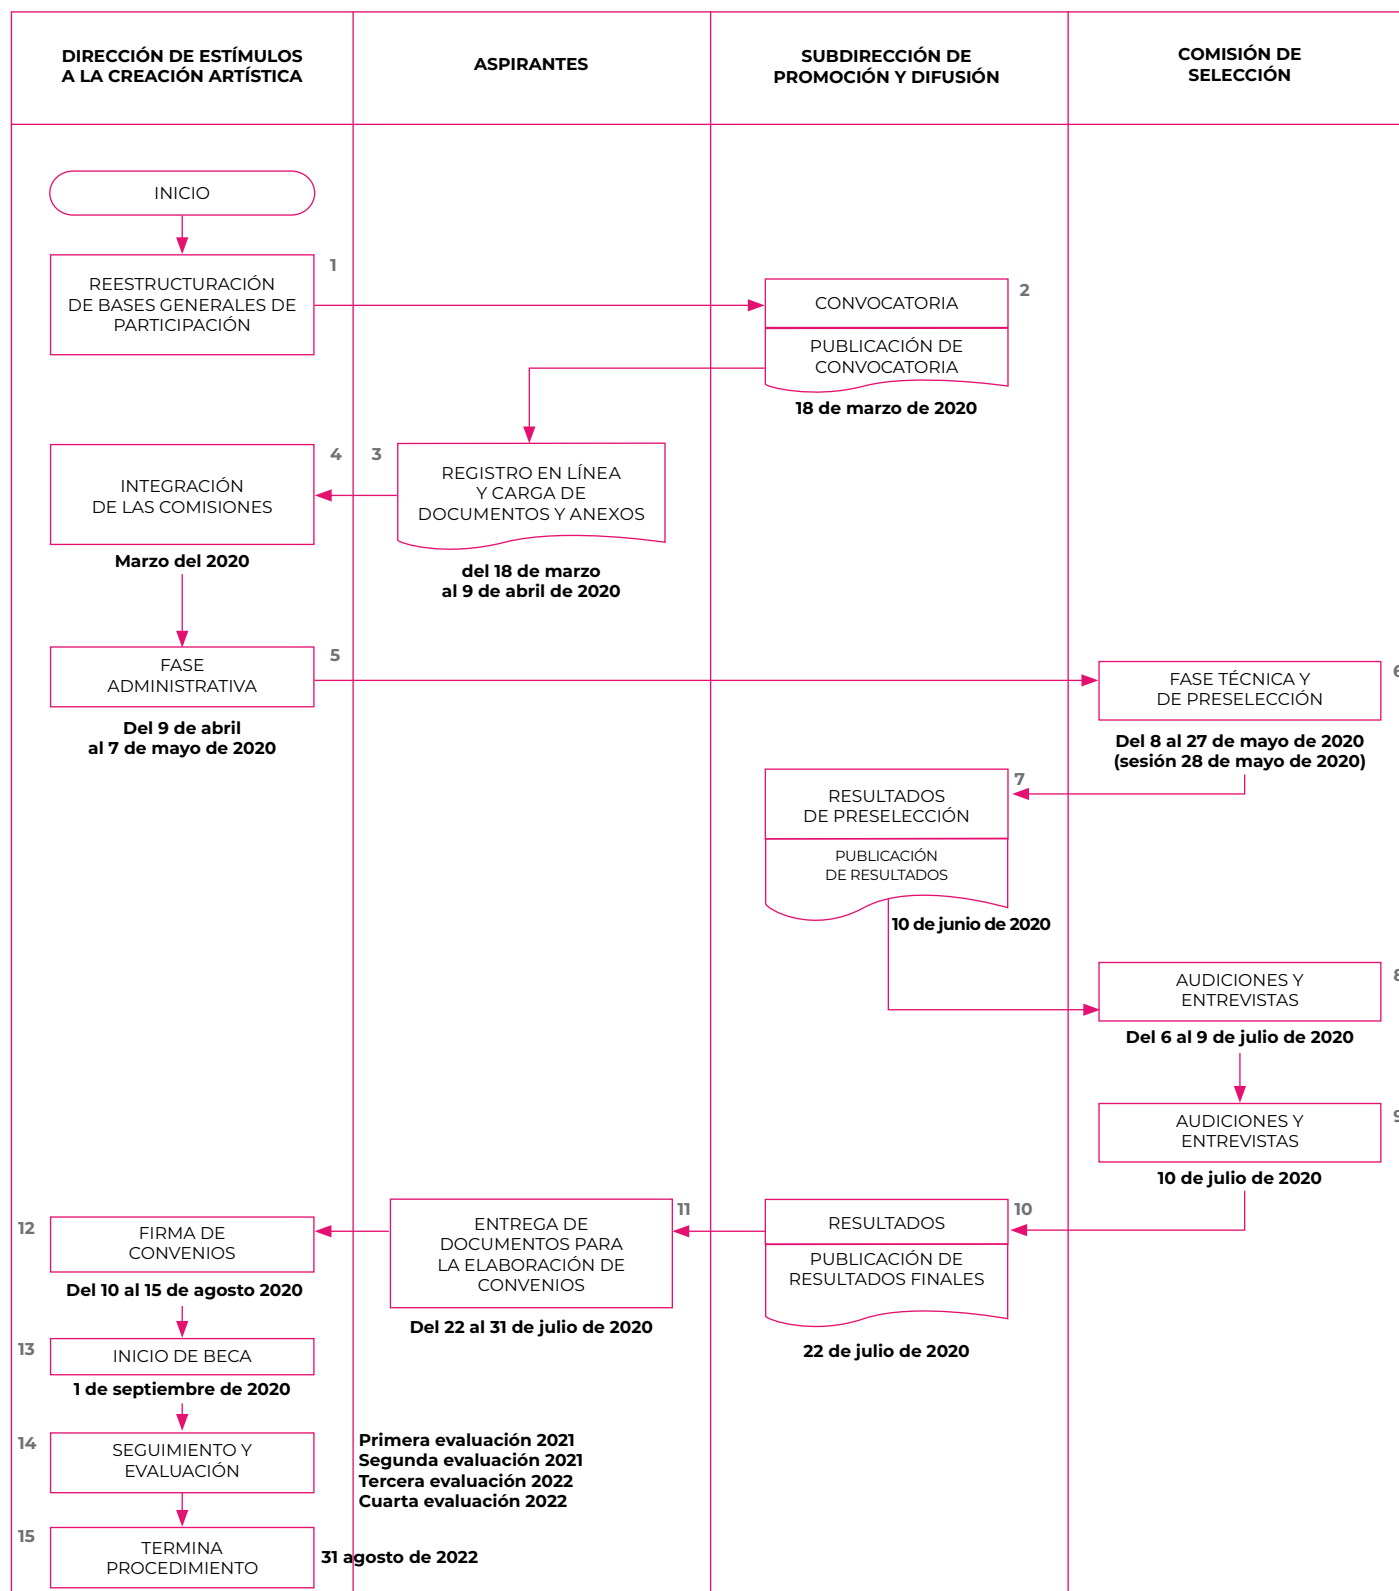 DIRECCIÓN DE ESTÍMULOS
A LA CREACIÓN ARTÍSTICA
ASPIRANTES
SUBDIRECCIÓN DE
PROMOCIÓN Y DIFUSIÓN
COMISIÓN DE
SELECCIÓN
INICIO
1
REESTRUCTURACIÓN
DE BASES GENERALES DE
PARTICIPACIÓN
2
CONVOCATORIA
PUBLICACIÓN DE
CONVOCATORIA
18 de marzo de 2020
3
REGISTRO EN LÍNEA
Y CARGA DE
DOCUMENTOS Y ANEXOS
del 18 de marzo
al 9 de abril de 2020
4
INTEGRACIÓN
DE LAS COMISIONES
Marzo del 2020
5
FASE
ADMINISTRATIVA
Del 9 de abril
al 7 de mayo de 2020
6
FASE TÉCNICA Y
DE PRESELECCIÓN
Del 8 al 27 de mayo de 2020
(sesión 28 de mayo de 2020)
7
RESULTADOS
DE PRESELECCIÓN
PUBLICACIÓN
DE RESULTADOS
10 de junio de 2020
8
AUDICIONES Y
ENTREVISTAS
Del 6 al 9 de julio de 2020
9
AUDICIONES Y
ENTREVISTAS
10 de julio de 2020
10
RESULTADOS
PUBLICACIÓN DE
RESULTADOS FINALES
22 de julio de 2020
11
ENTREGA DE
DOCUMENTOS PARA
LA ELABORACIÓN DE
CONVENIOS
Del 22 al 31 de julio de 2020
12
FIRMA DE
CONVENIOS
Del 10 al 15 de agosto 2020
13
INICIO DE BECA
1 de septiembre de 2020
14
SEGUIMIENTO Y
EVALUACIÓN
Primera evaluación 2021
Segunda evaluación 2021
Tercera evaluación 2022
Cuarta evaluación 2022
15
TERMINA
PROCEDIMIENTO
31 agosto de 2022